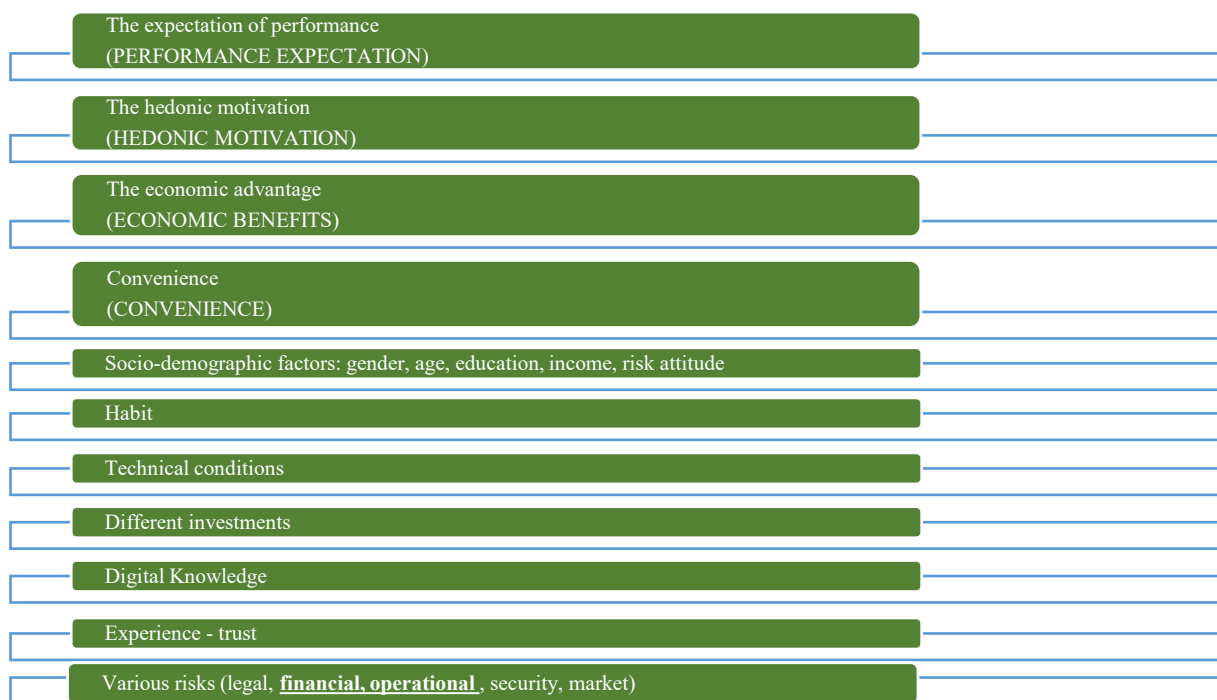 The expectation of performance
(PERFORMANCE EXPECTATION)
The hedonic motivation
(HEDONIC MOTIVATION)
The economic advantage
(ECONOMIC BENEFITS)
Convenience
(CONVENIENCE)
Socio-demographic factors: gender, age, education, income, risk attitude
Habit
Technical conditions
Different investments
Digital Knowledge
Experience - trust
Various risks (legal, financial, operational , security, market)